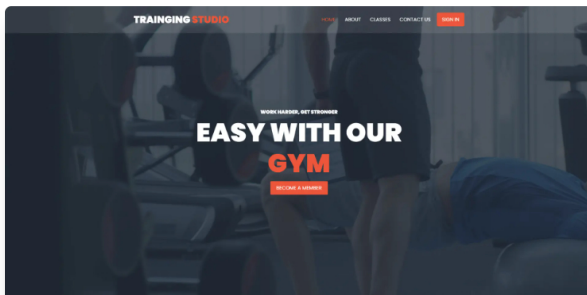 TRAINGING STUDIO
HOME ABOUT CLASSES CONTACT US SIGN IN
WORK HARDER, GET STRONGER
EASY WITH OUR
GYM
BECOME A MEMBER